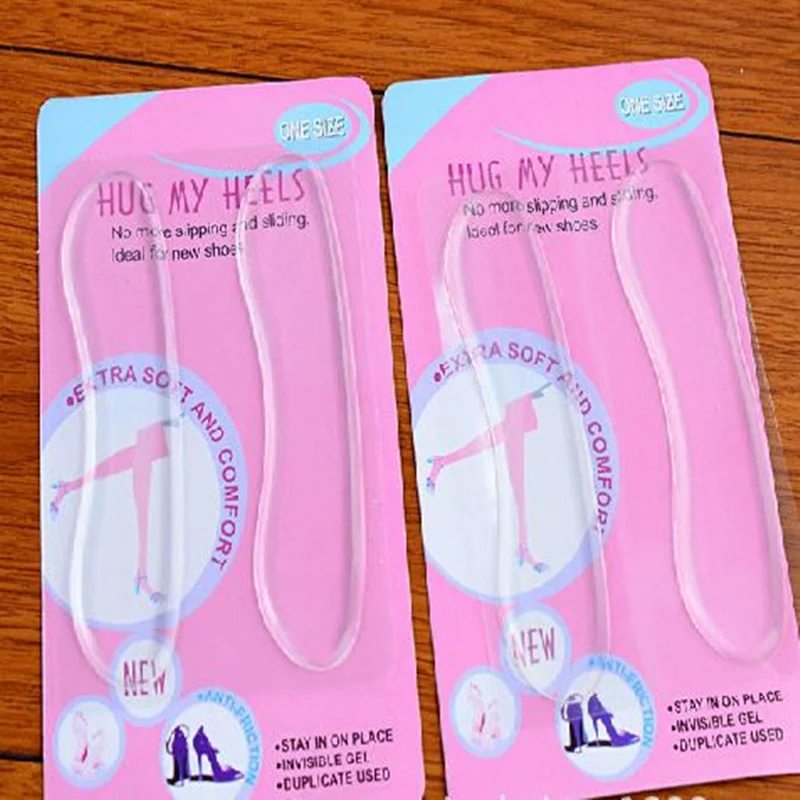 ONE SIZE
HUG MY HEELS
No more slipping and sliding.
Ideal for new shoes
•EXTRA SOFT AND COMFORT
NEW
•ANTI-FRICTION
•STAY IN ON PLACE
•INVISIBLE GEL
•DUPLICATE USED
ONE SIZE
HUG MY HEELS
No more slipping and sliding.
Ideal for new shoes
•EXTRA SOFT AND COMFORT
NEW
•ANTI-FRICTION
•STAY IN ON PLACE
•INVISIBLE GEL
•DUPLICATE USED